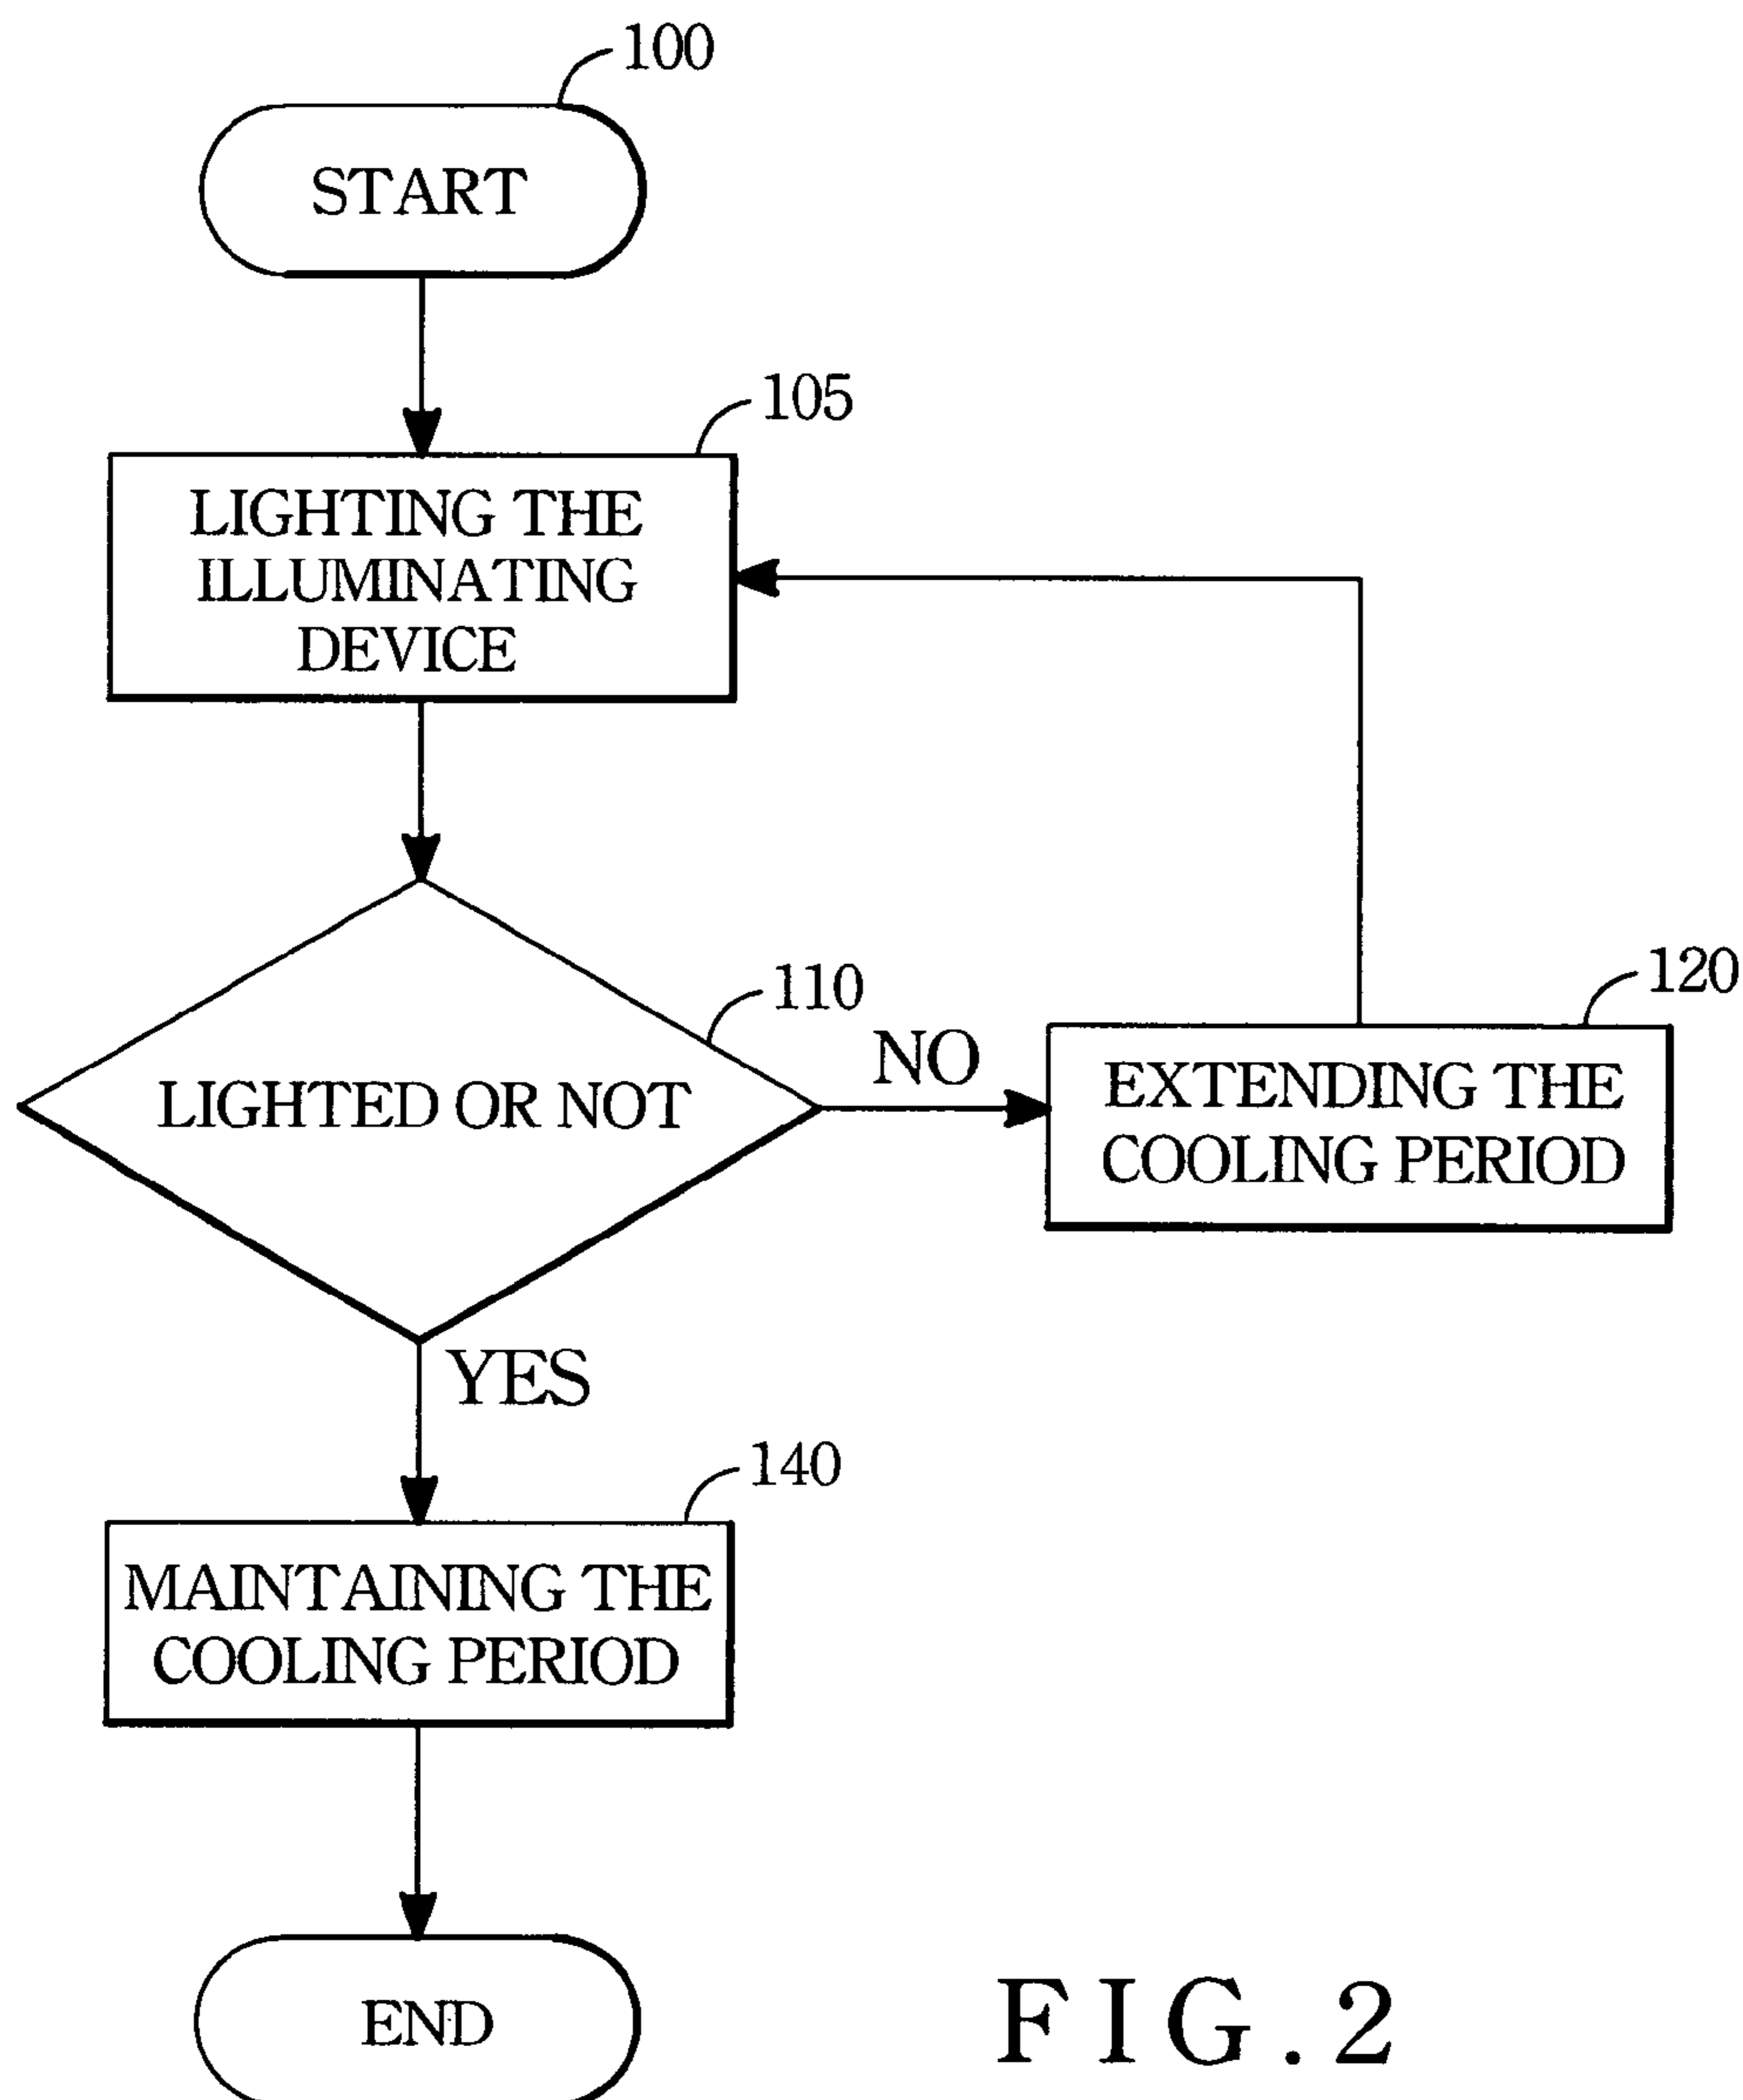 100
START
105
LIGHTING THE
ILLUMINATING
DEVICE
110
LIGHTED OR NOT
NO
120
EXTENDING THE
COOLING PERIOD
YES
140
MAINTAINING THE
COOLING PERIOD
END
FIG.2